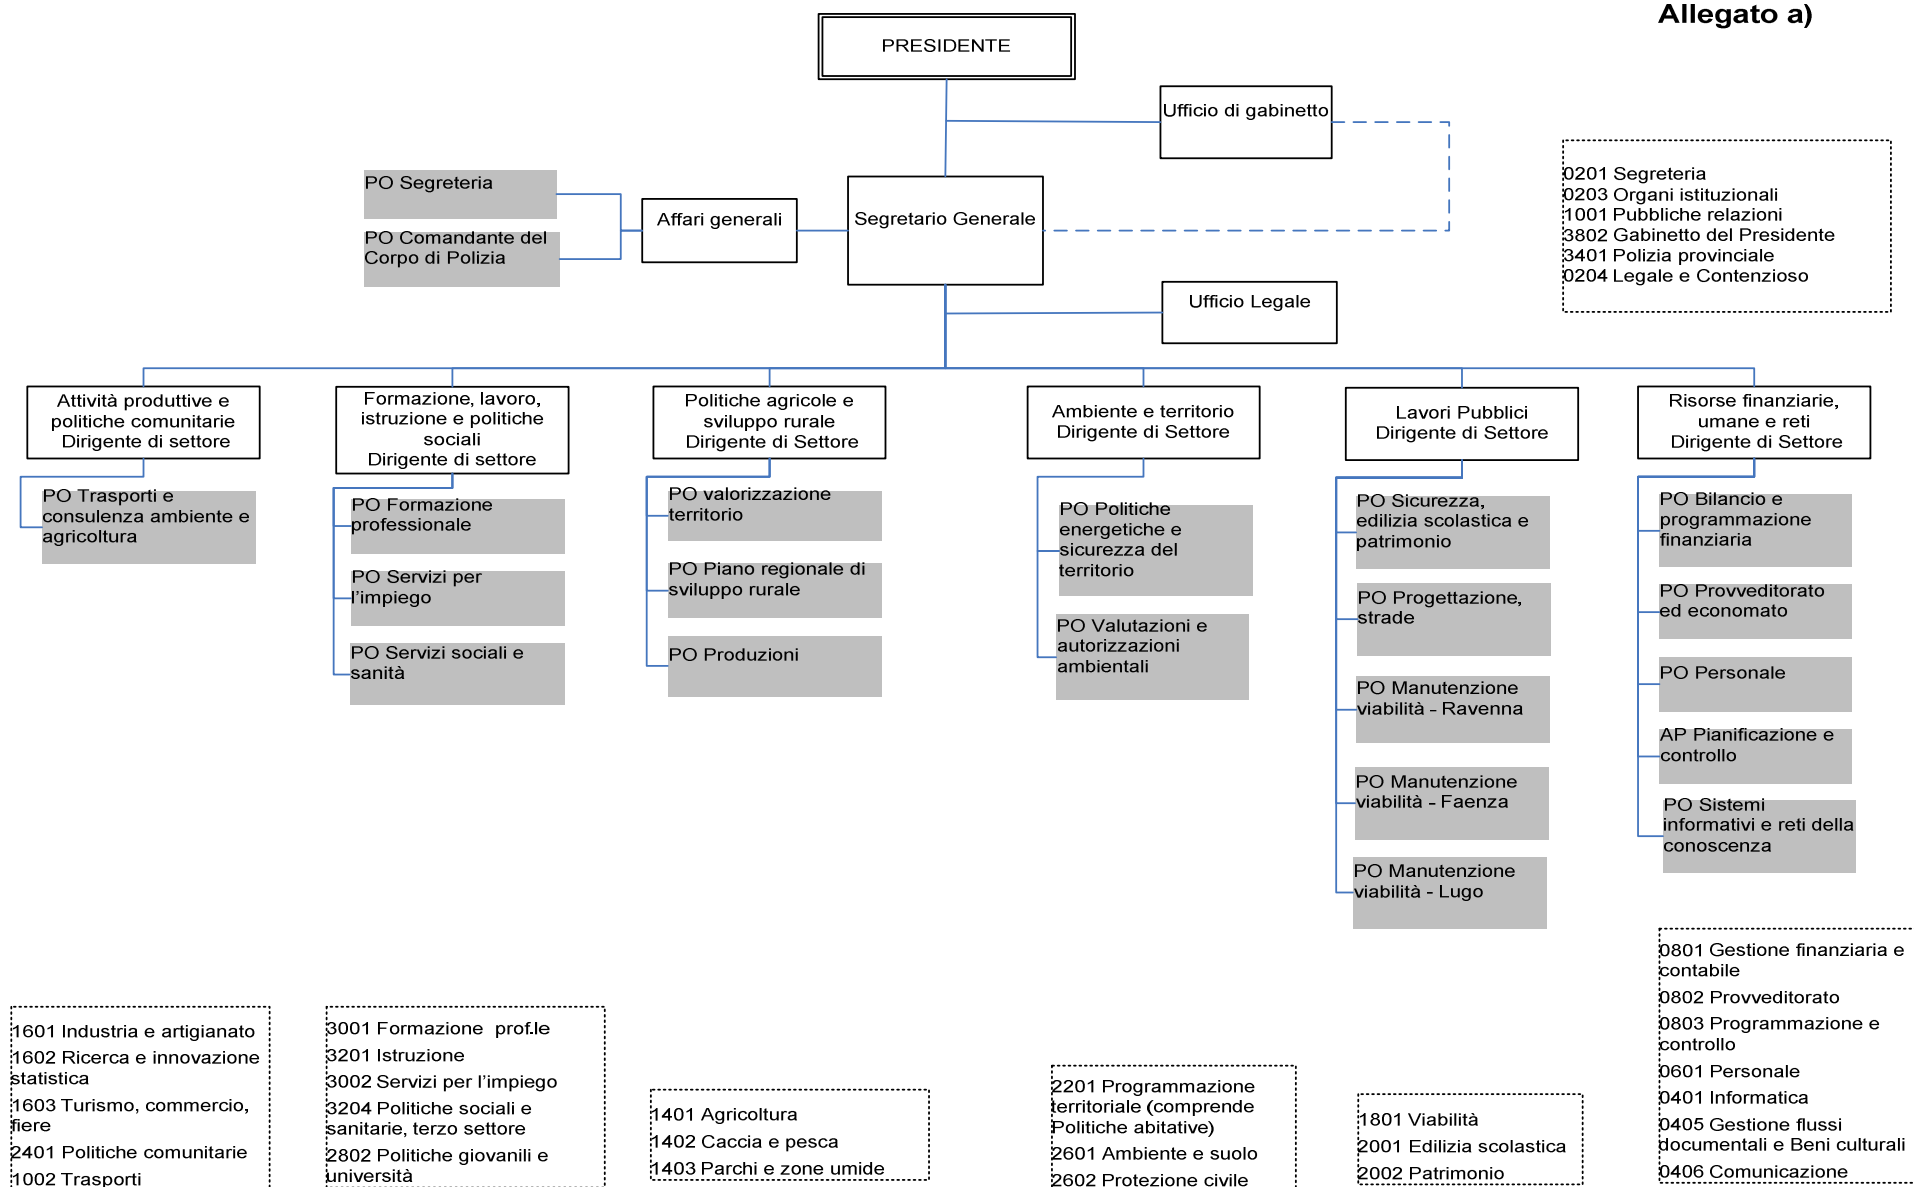 Allegato a)
PRESIDENTE
Ufficio di gabinetto
PO Segreteria
PO Comandante del
Corpo di Polizia
Affari generali
Segretario Generale
0201 Segreteria
0203 Organi istituzionali
1001 Pubbliche relazioni
3802 Gabinetto del Presidente
3401 Polizia provinciale
0204 Legale e Contenzioso
Ufficio Legale
Attività produttive e
politiche comunitarie
Dirigente di settore
Formazione, lavoro,
istruzione e politiche
sociali
Dirigente di settore
Politiche agricole e
sviluppo rurale
Dirigente di Settore
Ambiente e territorio
Dirigente di Settore
Lavori Pubblici
Dirigente di Settore
Risorse finanziarie,
umane e reti
Dirigente di Settore
PO Trasporti e
consulenza ambiente e
agricoltura
PO Formazione
professionale
PO Servizi per
l'impiego
PO Servizi sociali e
sanità
PO valorizzazione
territorio
PO Piano regionale di
sviluppo rurale
PO Produzioni
PO Politiche
energetiche e
sicurezza del
territorio
PO Valutazioni e
autorizzazioni
ambientali
PO Sicurezza,
edilizia scolastica e
patrimonio
PO Progettazione,
strade
PO Manutenzione
viabilità - Ravenna
PO Manutenzione
viabilità - Faenza
PO Manutenzione
viabilità - Lugo
PO Bilancio e
programmazione
finanziaria
PO Provveditorato
ed economato
PO Personale
AP Pianificazione e
controllo
PO Sistemi
informativi e reti della
conoscenza
1601 Industria e artigianato
1602 Ricerca e innovazione
statistica
1603 Turismo, commercio,
fiere
2401 Politiche comunitarie
1002 Trasporti
3001 Formazione prof.le
3201 Istruzione
3002 Servizi per l'impiego
3204 Politiche sociali e
sanitarie, terzo settore
2802 Politiche giovanili e
università
1401 Agricoltura
1402 Caccia e pesca
1403 Parchi e zone umide
2201 Programmazione
territoriale (comprende
Politiche abitative)
2601 Ambiente e suolo
2602 Protezione civile
1801 Viabilità
2001 Edilizia scolastica
2002 Patrimonio
0801 Gestione finanziaria e
contabile
0802 Provveditorato
0803 Programmazione e
controllo
0601 Personale
0401 Informatica
0405 Gestione flussi
documentali e Beni culturali
0406 Comunicazione